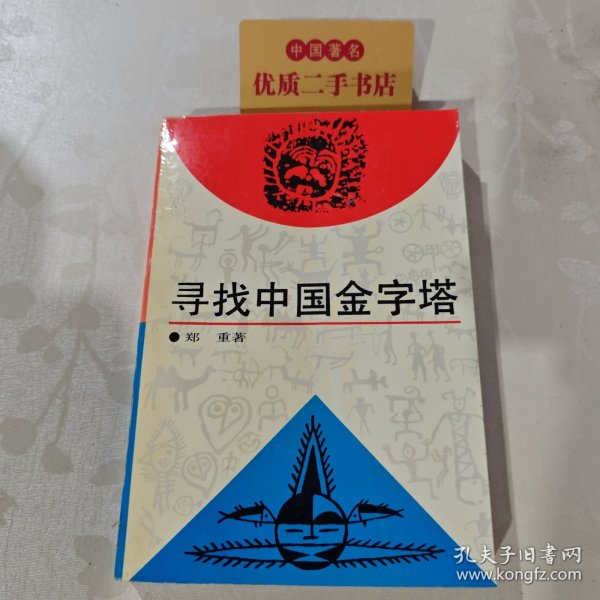 中国著名
优质二手书店
寻找中国金字塔
●郑 重著
孔夫子旧书网
www.kongfz.com